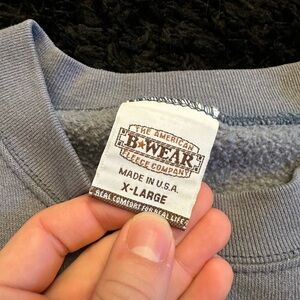 THE AMERICAN
B★WEAR
FLEECE COMPANY
MADE IN U.S.A.
X-LARGE
REAL COMFORT FOR REAL LIFE